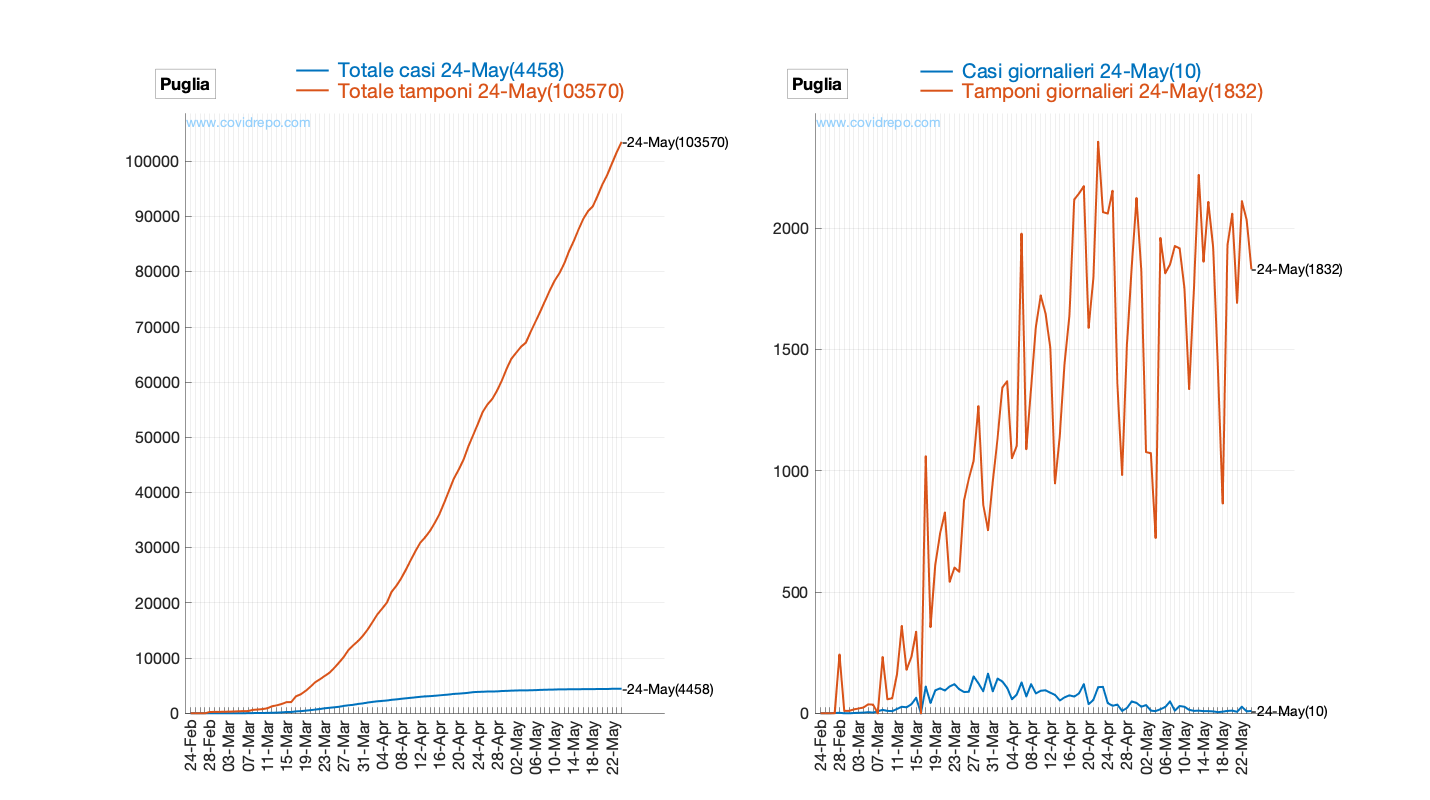 Puglia
Totale casi 24-May(4458)
Totale tamponi 24-May(103570)
www.covidrepo.com
-24-May(103570)
100000
90000
80000
70000
60000
50000
40000
30000
20000
10000
0
-24-May(4458)
24-Feb
28-Feb
03-Mar
07-Mar
11-Mar
15-Mar
19-Mar
23-Mar
27-Mar
31-Mar
04-Apr
08-Apr
12-Apr
16-Apr
20-Apr
24-Apr
28-Apr
02-May
06-May
10-May
14-May
18-May
22-May
Puglia
Casi giornalieri 24-May(10)
Tamponi giornalieri 24-May(1832)
www.covidrepo.com
2000
1500
1000
500
0
-24-May(1832)
-24-May(10)
24-Feb
28-Feb
03-Mar
07-Mar
11-Mar
15-Mar
19-Mar
23-Mar
27-Mar
31-Mar
04-Apr
08-Apr
12-Apr
16-Apr
20-Apr
24-Apr
28-Apr
02-May
06-May
10-May
14-May
18-May
22-May